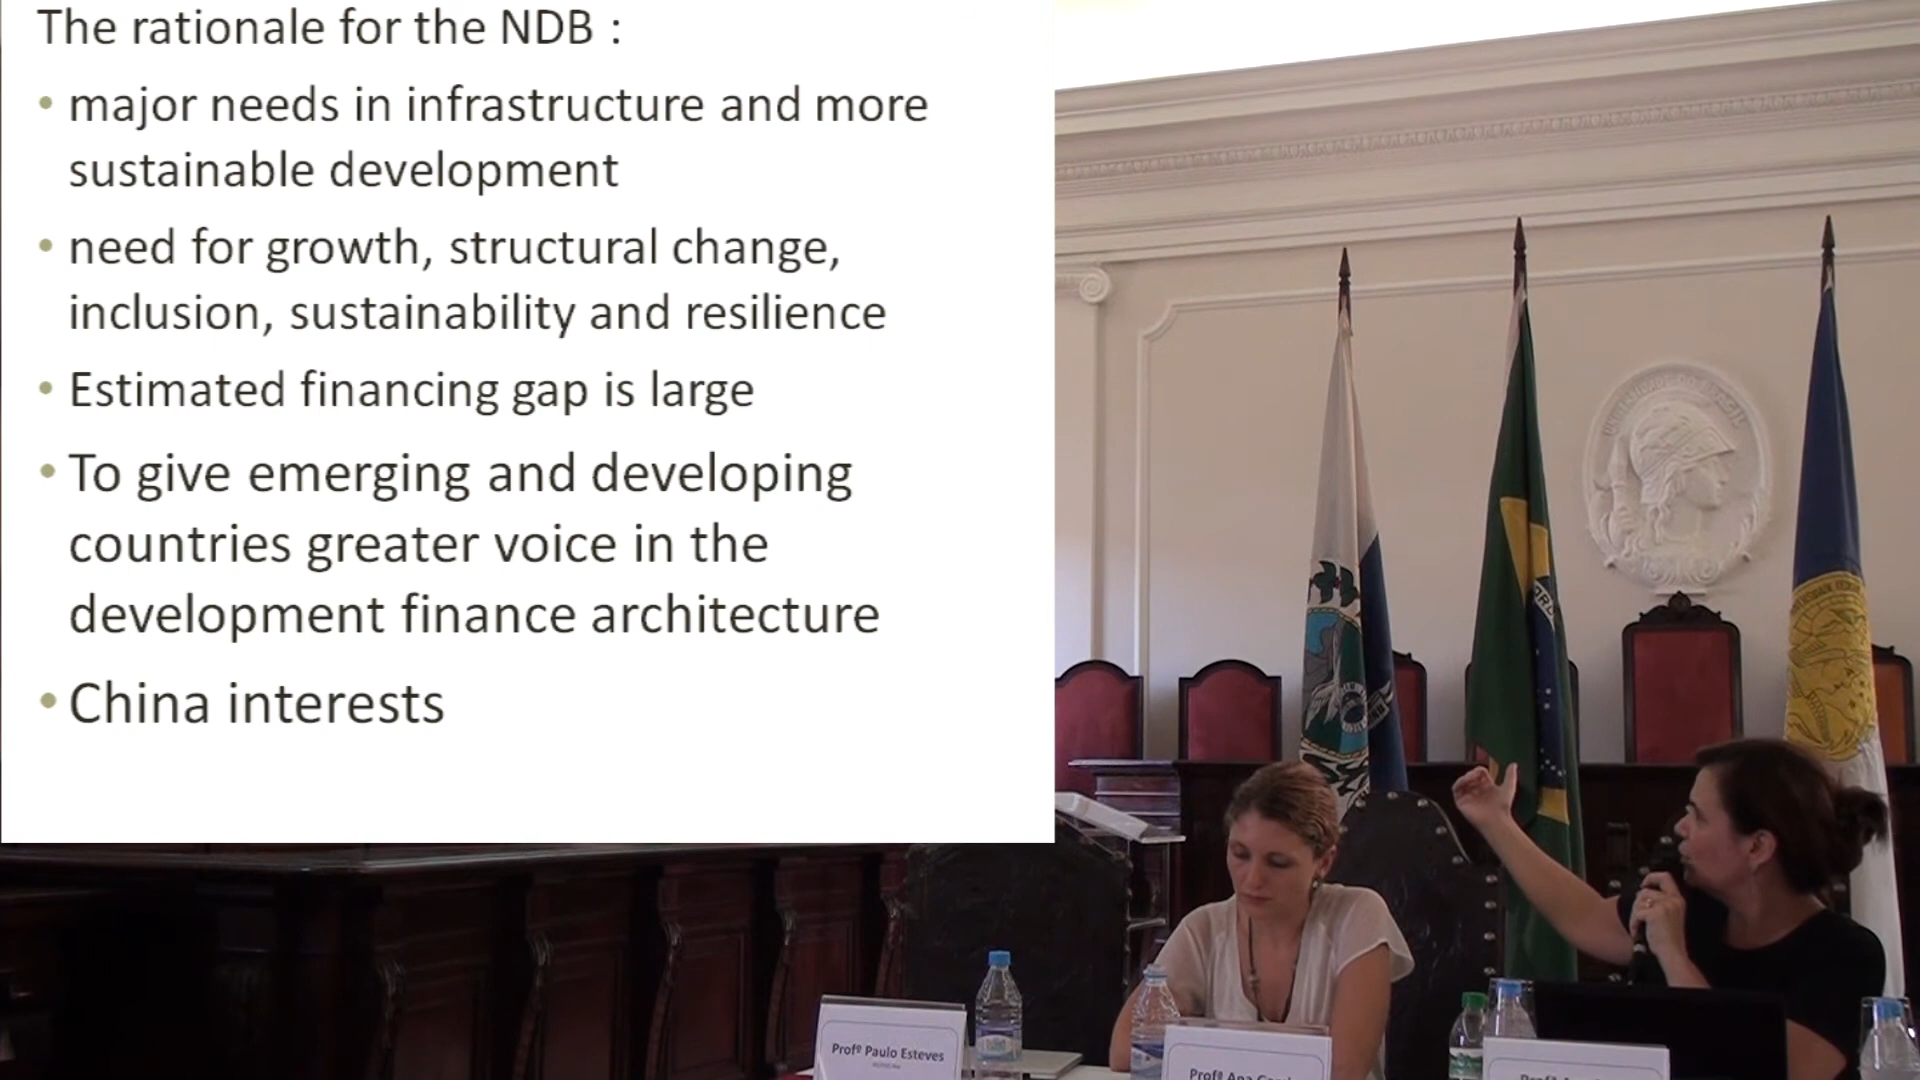 The rationale for the NDB :
• major needs in infrastructure and more
sustainable development
• need for growth, structural change,
inclusion, sustainability and resilience
• Estimated financing gap is large
• To give emerging and developing
countries greater voice in the
development finance architecture
• China interests
Profº Paulo Esteves
Profª Ana